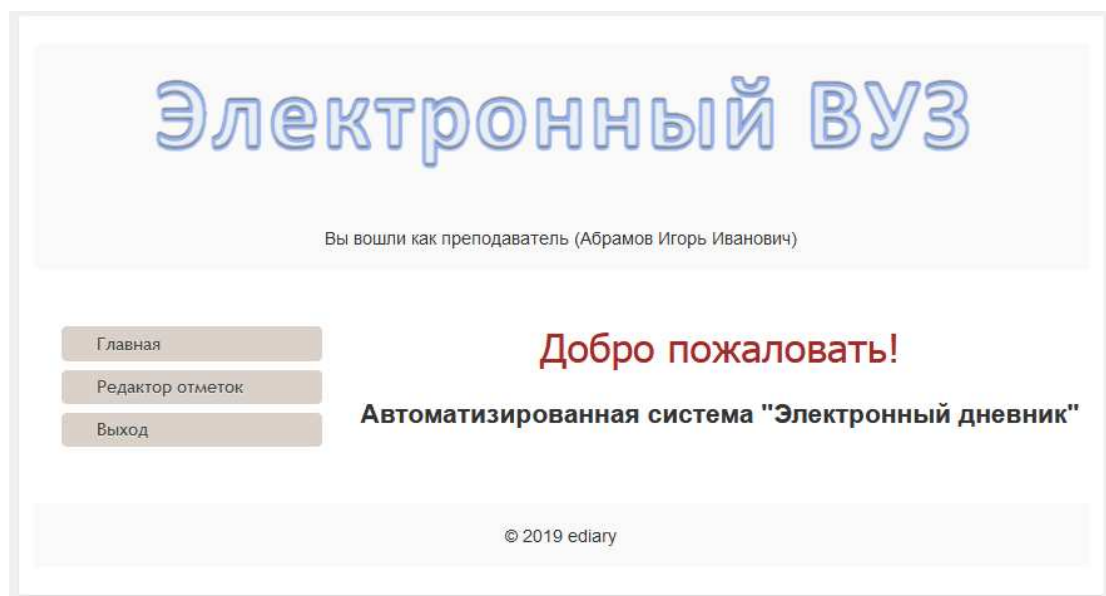 Электронный ВУЗ
Вы вошли как преподаватель (Абрамов Игорь Иванович)
Главная
Редактор отметок
Выход
Добро пожаловать!
Автоматизированная система "Электронный дневник"
© 2019 ediary